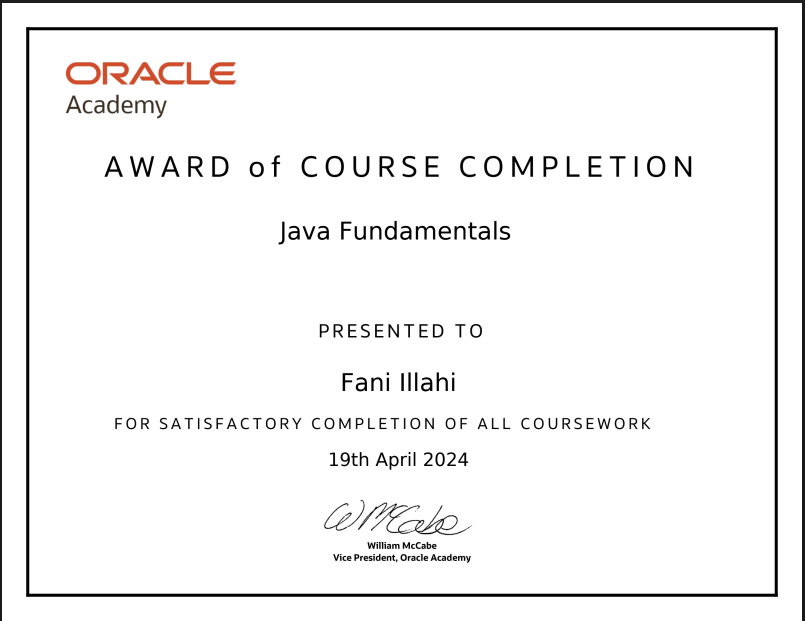 ORACLE
Academy
AWARD of COURSE COMPLETION
Java Fundamentals
PRESENTED TO
Fani Illahi
FOR SATISFACTORY COMPLETION OF ALL COURSEWORK
19th April 2024
WMcCabe
William McCabe
Vice President, Oracle Academy